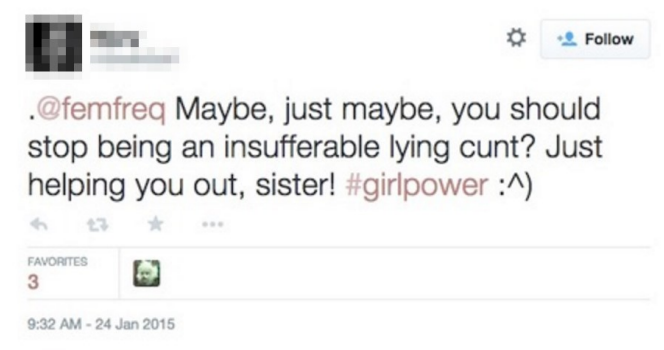 Follow
.@femfreq Maybe, just maybe, you should
stop being an insufferable lying cunt? Just
helping you out, sister! #girlpower :^)
FAVORITES
3
9:32 AM - 24 Jan 2015